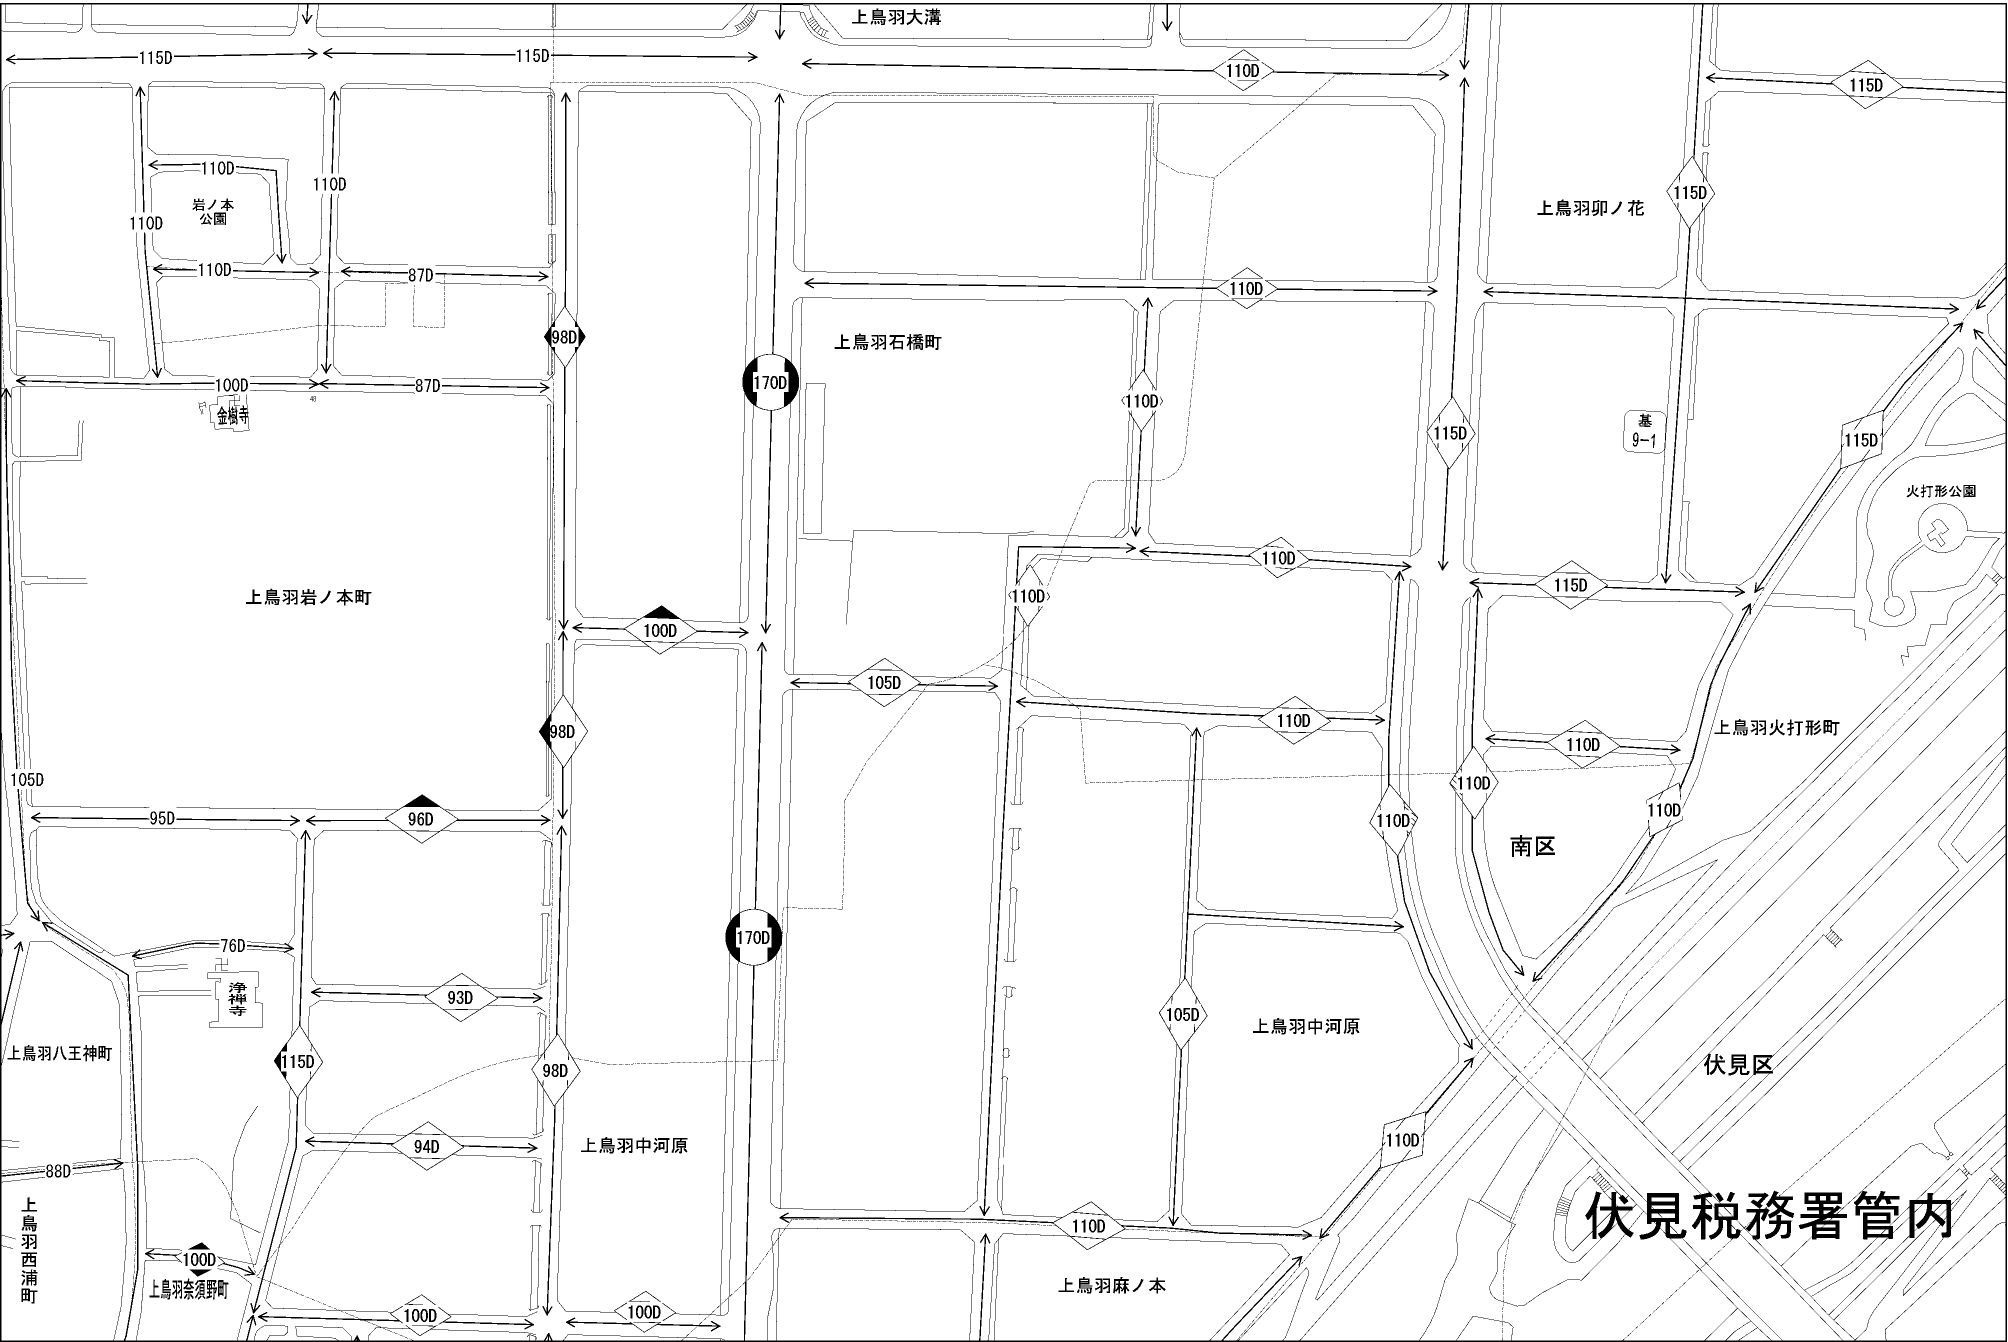 上鳥羽大溝
115D
115D
110D
115D
110D
110D
115D
110D
岩ノ本
公園
上鳥羽卯ノ花
110D
87D
110D
98D
上鳥羽石橋町
100D
87D
170D
110D
48
金樹寺
基
9-1
115D
115D
火打形公園
上鳥羽岩ノ本町
110D
115D
110D
100D
105D
110D
98D
上鳥羽火打形町
110D
105D
110D
110D
95D
96D
110D
南区
76D
170D
浄禅寺
93D
105D
上鳥羽中河原
上鳥羽八王神町
115D
98D
伏見区
94D
上鳥羽中河原
110D
88D
上鳥羽西浦町
伏見税務署管内
110D
100D
上鳥羽奈須野町
上鳥羽麻ノ本
100D
100D